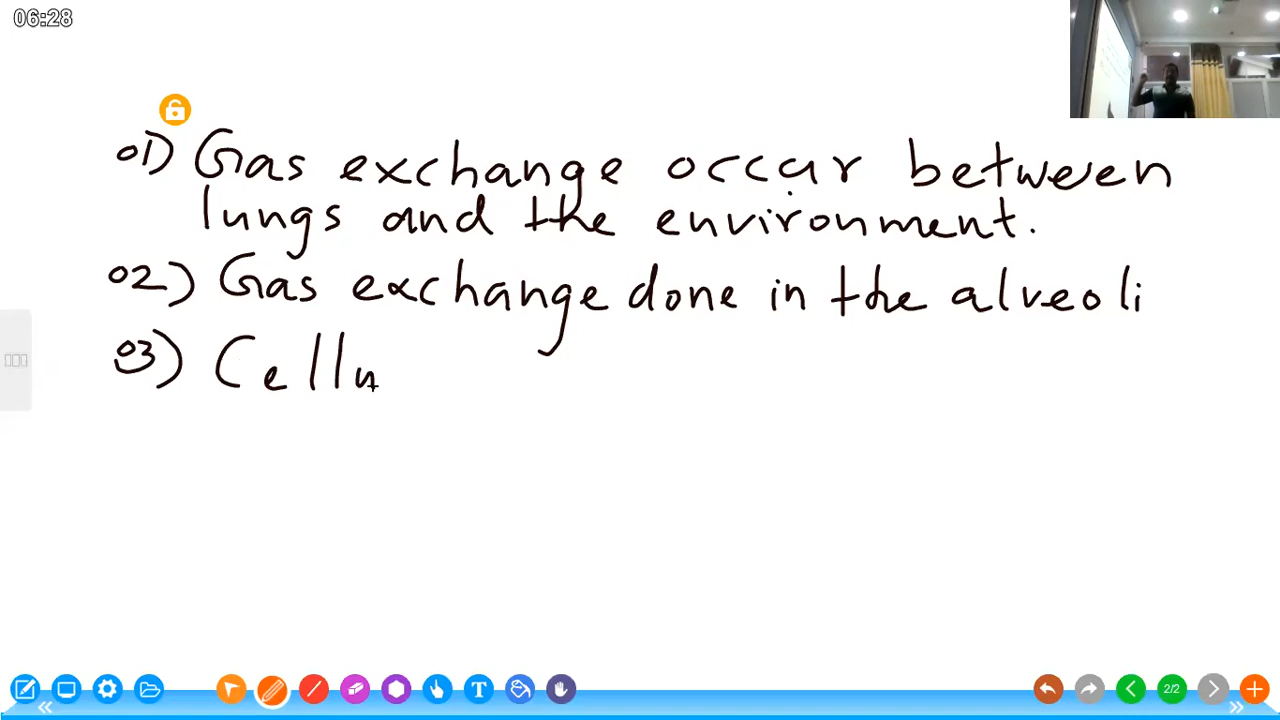 06:28
01) Gas exchange occur between
lungs and the environment.
02) Gas exchange done in the alveoli
03) Cellu
2/2